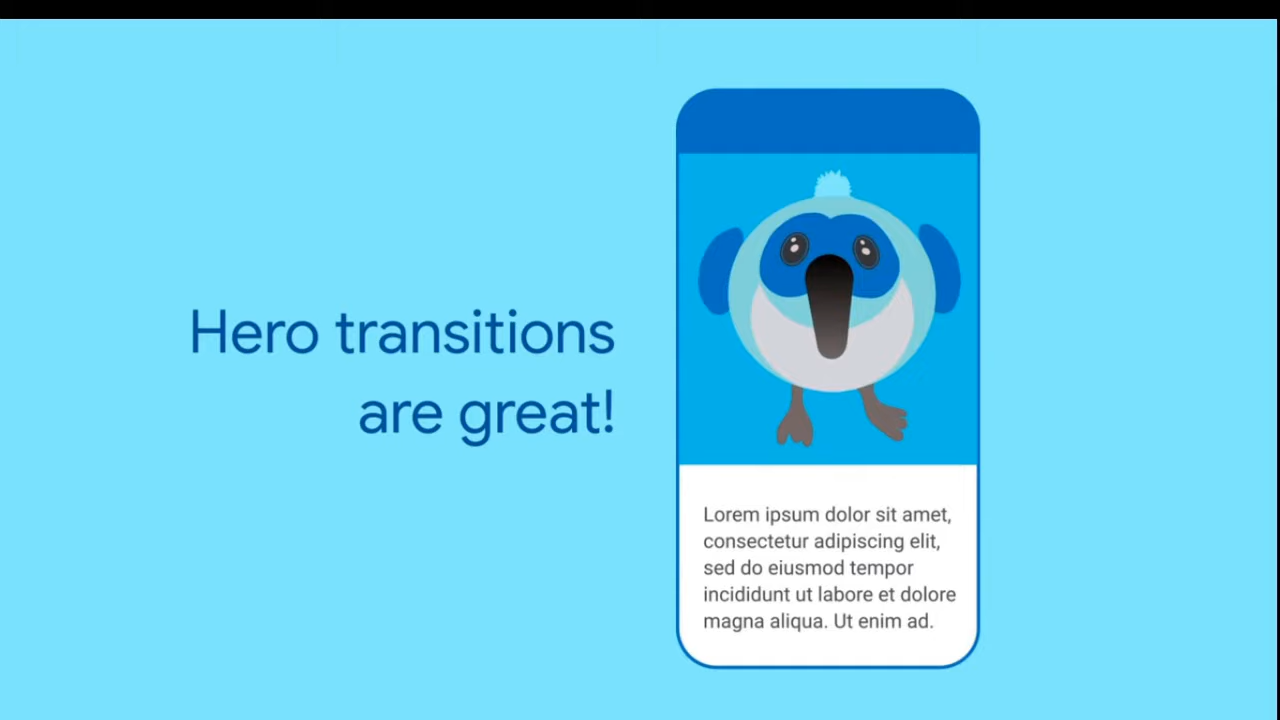 Hero transitions
are great!
Lorem ipsum dolor sit amet,
consectetur adipiscing elit,
sed do eiusmod tempor
incididunt ut labore et dolore
magna aliqua. Ut enim ad.